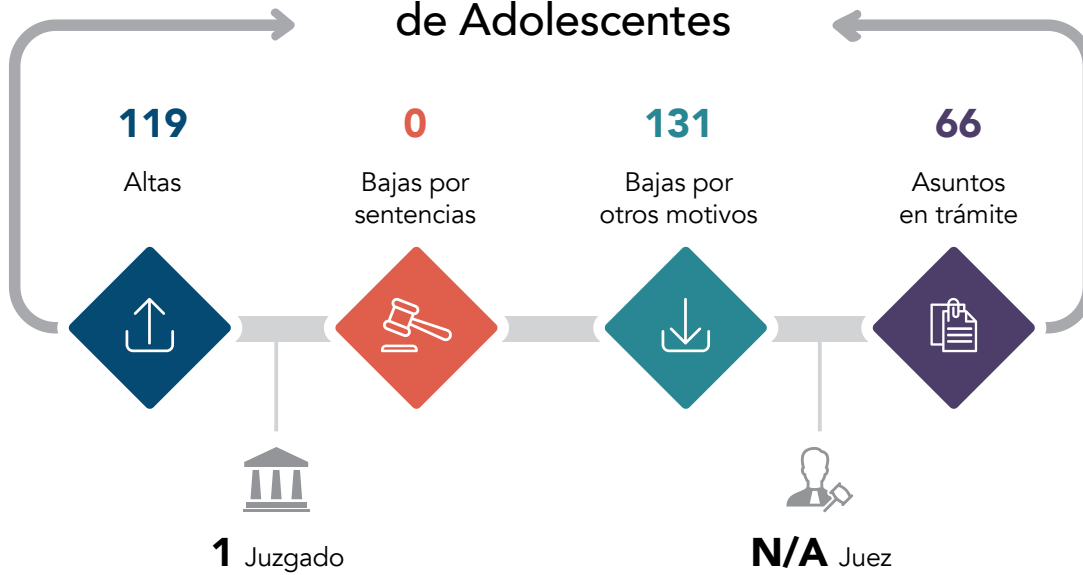 de Adolescentes
119
Altas
0
Bajas por
sentencias
131
Bajas por
otros motivos
66
Asuntos
en trámite
1 Juzgado
N/A Juez